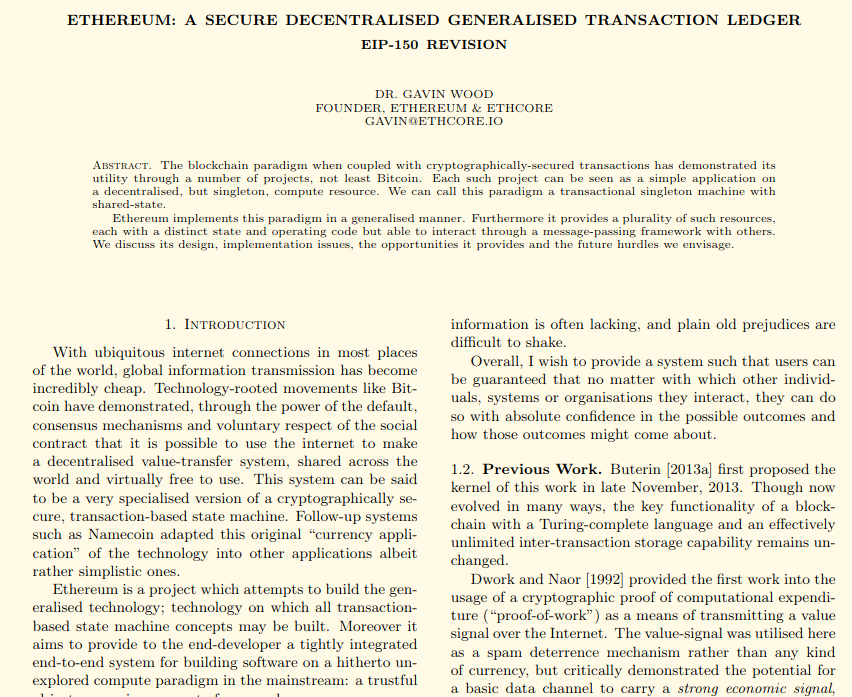 ETHEREUM: A SECURE DECENTRALISED GENERALISED TRANSACTION LEDGER
EIP-150 REVISION
DR. GAVIN WOOD
FOUNDER, ETHEREUM & ETHCORE
GAVIN@ETHCORE.IO
ABSTRACT. The blockchain paradigm when coupled with cryptographically-secured transactions has demonstrated its
utility through a number of projects, not least Bitcoin. Each such project can be seen as a simple application on
a decentralised, but singleton, compute resource. We can call this paradigm a transactional singleton machine with
shared-state.
Ethereum implements this paradigm in a generalised manner. Furthermore it provides a plurality of such resources,
each with a distinct state and operating code but able to interact through a message-passing framework with others.
We discuss its design, implementation issues, the opportunities it provides and the future hurdles we envisage.
1. INTRODUCTION
With ubiquitous internet connections in most places
of the world, global information transmission has become
incredibly cheap. Technology-rooted movements like Bit-
coin have demonstrated, through the power of the default,
consensus mechanisms and voluntary respect of the social
contract that it is possible to use the internet to make
a decentralised value-transfer system, shared across the
world and virtually free to use. This system can be said
to be a very specialised version of a cryptographically se-
cure, transaction-based state machine. Follow-up systems
such as Namecoin adapted this original “currency appli-
cation” of the technology into other applications albeit
rather simplistic ones.
Ethereum is a project which attempts to build the gen-
eralised technology; technology on which all transaction-
based state machine concepts may be built. Moreover it
aims to provide to the end-developer a tightly integrated
end-to-end system for building software on a hitherto un-
explored compute paradigm in the mainstream: a trustful
information is often lacking, and plain old prejudices are
difficult to shake.
Overall, I wish to provide a system such that users can
be guaranteed that no matter with which other individ-
uals, systems or organisations they interact, they can do
so with absolute confidence in the possible outcomes and
how those outcomes might come about.
1.2. Previous Work. Buterin [2013a] first proposed the
kernel of this work in late November, 2013. Though now
evolved in many ways, the key functionality of a block-
chain with a Turing-complete language and an effectively
unlimited inter-transaction storage capability remains un-
changed.
Dwork and Naor [1992] provided the first work into the
usage of a cryptographic proof of computational expendi-
ture (“proof-of-work”) as a means of transmitting a value
signal over the Internet. The value-signal was utilised here
as a spam deterrence mechanism rather than any kind
of currency, but critically demonstrated the potential for
a basic data channel to carry a strong economic signal,